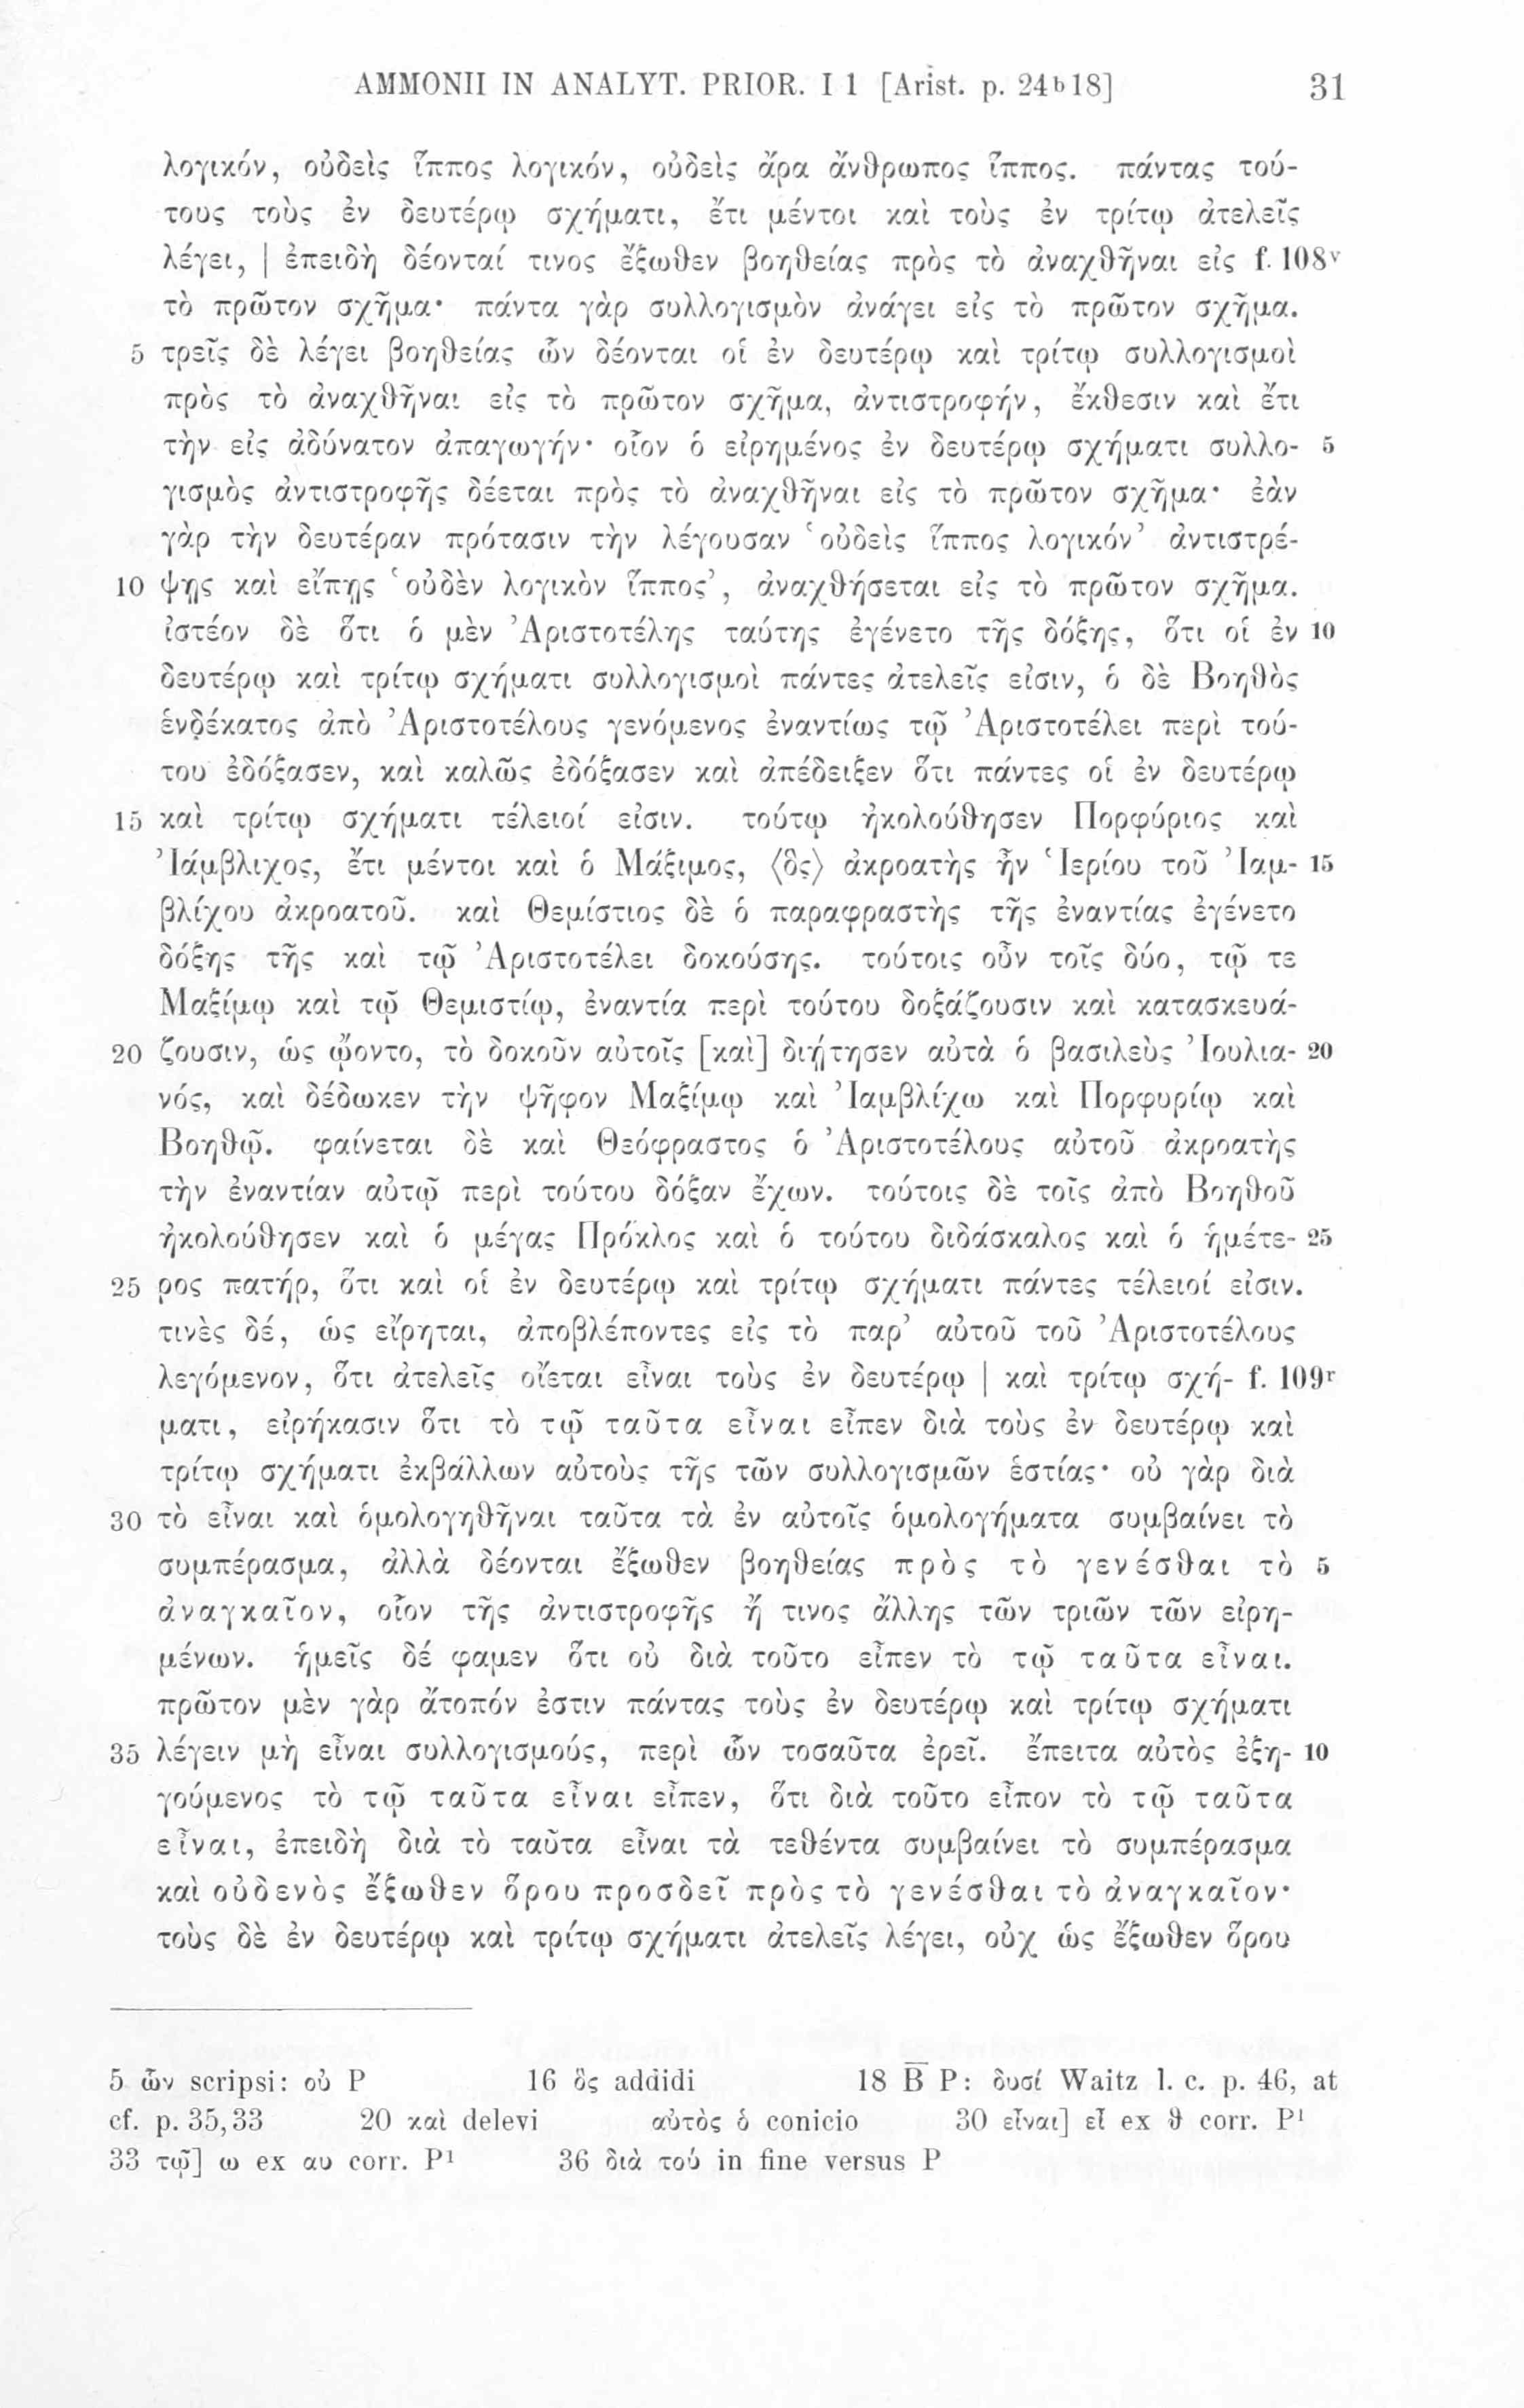 AMMONII IN ANALYT. PRIOR. I 1 [Arist. p. 24b18] 31
λογικόν, οὐδεὶς ἵππος λογικόν, οὐδεὶς ἄρα ἄνθρωπος ἵππος. πάντας τού-
τους τοὺς ἐν δευτέρῳ σχήματι, ἔτι μέντοι καὶ τοὺς ἐν τρίτῳ ἀτελεῖς
λέγει, | ἐπειδὴ δέονταί τινος ἔξωθεν βοηθείας πρὸς τὸ ἀναχθῆναι εἰς f. 108v
τὸ πρῶτον σχῆμα· πάντα γὰρ συλλογισμὸν ἀνάγει εἰς τὸ πρῶτον σχῆμα.
5 τρεῖς δὲ λέγει βοηθείας ὧν δέονται οἱ ἐν δευτέρῳ καὶ τρίτῳ συλλογισμοὶ
πρὸς τὸ ἀναχθῆναι εἰς τὸ πρῶτον σχῆμα, ἀντιστροφήν, ἔκθεσιν καὶ ἔτι
τὴν εἰς ἀδύνατον ἀπαγωγήν· οἷον ὁ εἰρημένος ἐν δευτέρῳ σχήματι συλλο- 5
γισμὸς ἀντιστροφῆς δέεται πρὸς τὸ ἀναχθῆναι εἰς τὸ πρῶτον σχῆμα· ἐὰν
γὰρ τὴν δευτέραν πρότασιν τὴν λέγουσαν ‘οὐδεὶς ἵππος λογικόν’ ἀντιστρέ-
10 ψῃς καὶ εἴπῃς ‘οὐδὲν λογικὸν ἵππος’, ἀναχθήσεται εἰς τὸ πρῶτον σχῆμα.
ἰστέον δὲ ὅτι ὁ μὲν Ἀριστοτέλης ταύτης ἐγένετο τῆς δόξης, ὅτι οἱ ἐν 10
δευτέρῳ καὶ τρίτῳ σχήματι συλλογισμοὶ πάντες ἀτελεῖς εἰσιν, ὁ δὲ Βοηθὸς
ἑνδέκατος ἀπὸ Ἀριστοτέλους γενόμενος ἐναντίως τῷ Ἀριστοτέλει περὶ τού-
του ἐδόξασεν, καὶ καλῶς ἐδόξασεν καὶ ἀπέδειξεν ὅτι πάντες οἱ ἐν δευτέρῳ
15 καὶ τρίτῳ σχήματι τέλειοί εἰσιν. τούτῳ ἠκολούθησεν Πορφύριος καὶ
Ἰάμβλιχος, ἔτι μέντοι καὶ ὁ Μάξιμος, ⟨ὃς⟩ ἀκροατὴς ἦν Ἱερίου τοῦ Ἰαμ- 15
βλίχου ἀκροατοῦ. καὶ Θεμίστιος δὲ ὁ παραφραστὴς τῆς ἐναντίας ἐγένετο
δόξης τῆς καὶ τῷ Ἀριστοτέλει δοκούσης. τούτοις οὖν τοῖς δύο, τῷ τε
Μαξίμῳ καὶ τῷ Θεμιστίῳ, ἐναντία περὶ τούτου δοξάζουσιν καὶ κατασκευά-
20 ζουσιν, ὡς ᾤοντο, τὸ δοκοῦν αὐτοῖς [καὶ] διῄτησεν αὐτὰ ὁ βασιλεὺς Ἰουλια- 20
νός, καὶ δέδωκεν τὴν ψῆφον Μαξίμῳ καὶ Ἰαμβλίχω καὶ Πορφυρίῳ καὶ
Βοηθῷ. φαίνεται δὲ καὶ Θεόφραστος ὁ Ἀριστοτέλους αὐτοῦ ἀκροατὴς
τὴν ἐναντίαν αὐτῷ περὶ τούτου δόξαν ἔχων. τούτοις δὲ τοῖς ἀπὸ Βοηθοῦ
ἠκολούθησεν καὶ ὁ μέγας Πρόκλος καὶ ὁ τούτου διδάσκαλος καὶ ὁ ἡμέτε- 25
25 ρος πατήρ, ὅτι καὶ οἱ ἐν δευτέρῳ καὶ τρίτῳ σχήματι πάντες τέλειοί εἰσιν.
τινὲς δέ, ὡς εἴρηται, ἀποβλέποντες εἰς τὸ παρ’ αὐτοῦ τοῦ Ἀριστοτέλους
λεγόμενον, ὅτι ἀτελεῖς οἴεται εἶναι τοὺς ἐν δευτέρῳ | καὶ τρίτῳ σχή- f. 109r
ματι, εἰρήκασιν ὅτι τὸ τῷ ταῦτα εἶναι εἶπεν διὰ τοὺς ἐν δευτέρῳ καὶ
τρίτῳ σχήματι ἐκβάλλων αὐτοὺς τῆς τῶν συλλογισμῶν ἑστίας· οὐ γὰρ διὰ
30 τὸ εἶναι καὶ ὁμολογηθῆναι ταῦτα τὰ ἐν αὐτοῖς ὁμολογήματα συμβαίνει τὸ
συμπέρασμα, ἀλλὰ δέονται ἔξωθεν βοηθείας πρὸς τὸ γενέσθαι τὸ 5
ἀναγκαῖον, οἷον τῆς ἀντιστροφῆς ἤ τινος ἄλλης τῶν τριῶν τῶν εἰρη-
μένων. ἡμεῖς δέ φαμεν ὅτι οὐ διὰ τοῦτο εἶπεν τὸ τῷ ταῦτα εἶναι.
πρῶτον μὲν γὰρ ἄτοπόν ἐστιν πάντας τοὺς ἐν δευτέρῳ καὶ τρίτῳ σχήματι
35 λέγειν μὴ εἶναι συλλογισμούς, περὶ ὧν τοσαῦτα ἐρεῖ. ἔπειτα αὐτὸς ἐξη- 10
γούμενος τὸ τῷ ταῦτα εἶναι εἶπεν, ὅτι διὰ τοῦτο εἶπον τὸ τῷ ταῦτα
εἶναι, ἐπειδὴ διὰ τὸ ταῦτα εἶναι τὰ τεθέντα συμβαίνει τὸ συμπέρασμα
καὶ οὐδενὸς ἔξωθεν ὅρου προσδεῖ πρὸς τὸ γενέσθαι τὸ ἀναγκαῖον·
τοὺς δὲ ἐν δευτέρῳ καὶ τρίτῳ σχήματι ἀτελεῖς λέγει, οὐχ ὡς ἔξωθεν ὅρου
5 ὧν scripsi: οὐ P 16 ὃς addidi 18 B̅ P: δυσί Waitz l. c. p. 46, at
cf. p. 35,33 20 καὶ delevi αὐτὸς ὁ conicio 30 εἶναι] εἶ ex θ corr. P1
33 τῷ] ω ex αυ corr. P1 36 διὰ τού in fine versus P